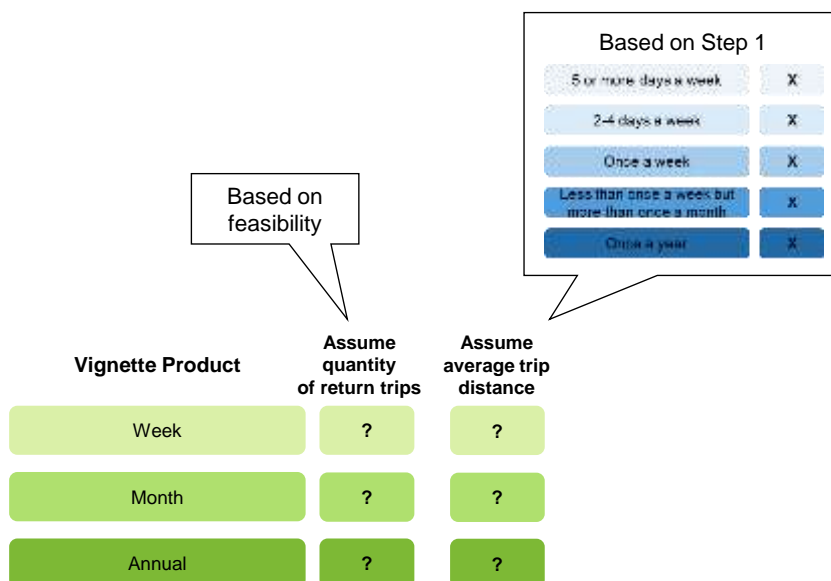 Based on Step 1
5 or more days a week X
2-4 days a week X
Once a week X
Less than once a week but
more than once a month X
Once a year X
Based on
feasibility
Vignette Product
Assume
quantity
of return trips
Assume
average trip
distance
Week ? ?
Month ? ?
Annual ? ?